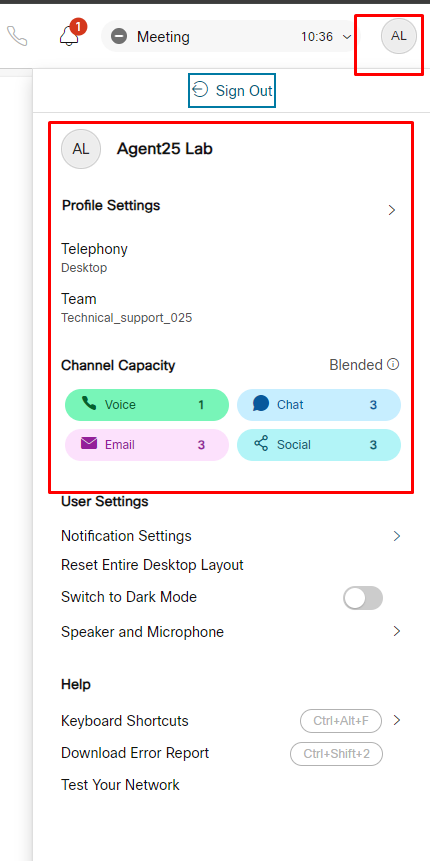 1 Meeting 10:36 AL
Sign Out
AL Agent25 Lab
Profile Settings
Telephony
Desktop
Team
Technical_support_025
Channel Capacity Blended
Voice 1 Chat 3
Email 3 Social 3
User Settings
Notification Settings
Reset Entire Desktop Layout
Switch to Dark Mode
Speaker and Microphone
Help
Keyboard Shortcuts Ctrl+Alt+F
Download Error Report Ctrl+Shift+2
Test Your Network